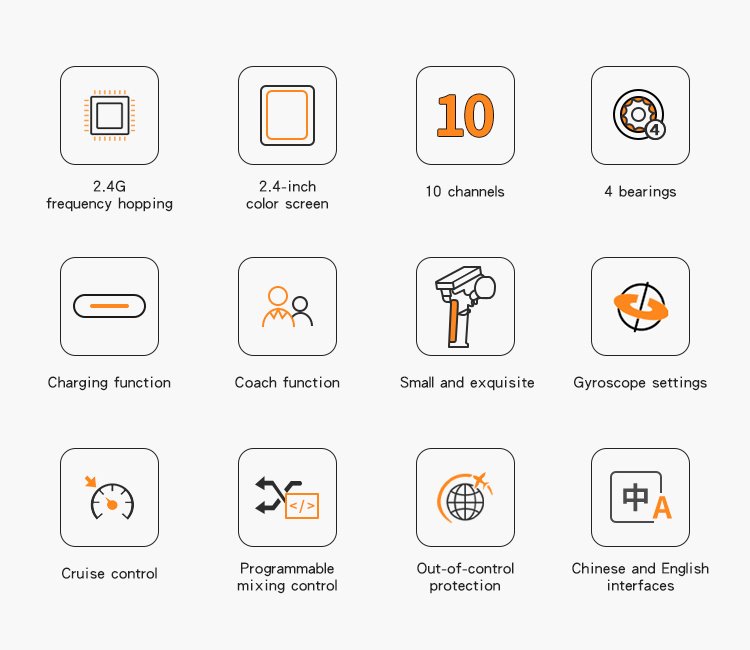 10
4
2.4G
frequency hopping
2.4-inch
color screen
10 channels
4 bearings
Charging function
Coach function
Small and exquisite
Gyroscope settings
</>
中
A
Cruise control
Programmable
mixing control
Out-of-control
protection
Chinese and English
interfaces